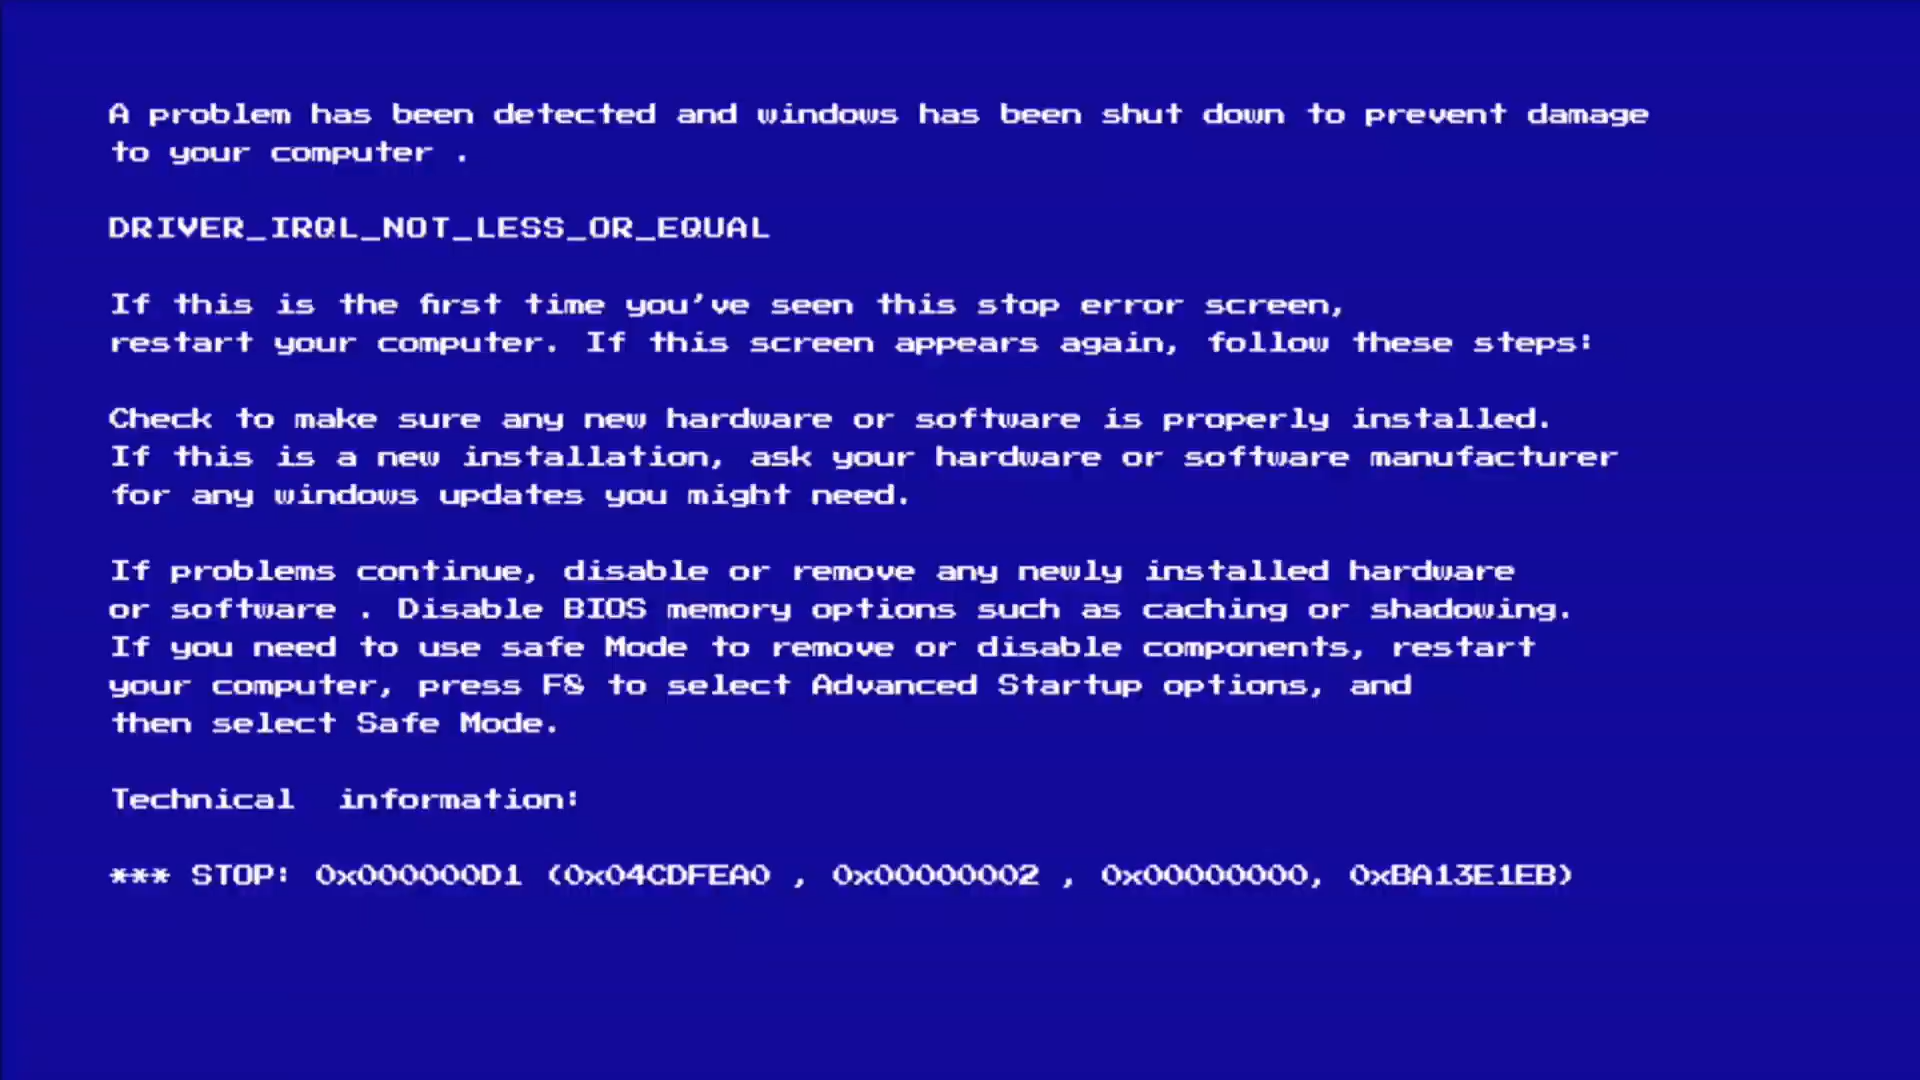 A problem has been detected and windows has been shut down to prevent damage
to your computer .
DRIVER_IRQL_NOT_LESS_OR_EQUAL
If this is the first time you've seen this stop error screen,
restart your computer. If this screen appears again, follow these steps:
Check to make sure any new hardware or software is properly installed.
If this is a new installation, ask your hardware or software manufacturer
for any windows updates you might need.
If problems continue, disable or remove any newly installed hardware
or software . Disable BIOS memory options such as caching or shadowing.
If you need to use safe Mode to remove or disable components, restart
your computer, press F& to select Advanced Startup options, and
then select Safe Mode.
Technical  information:
*** STOP: 0x000000D1 (0x04CDFEA0 , 0x00000002 , 0x00000000, 0xBA13E1EB)